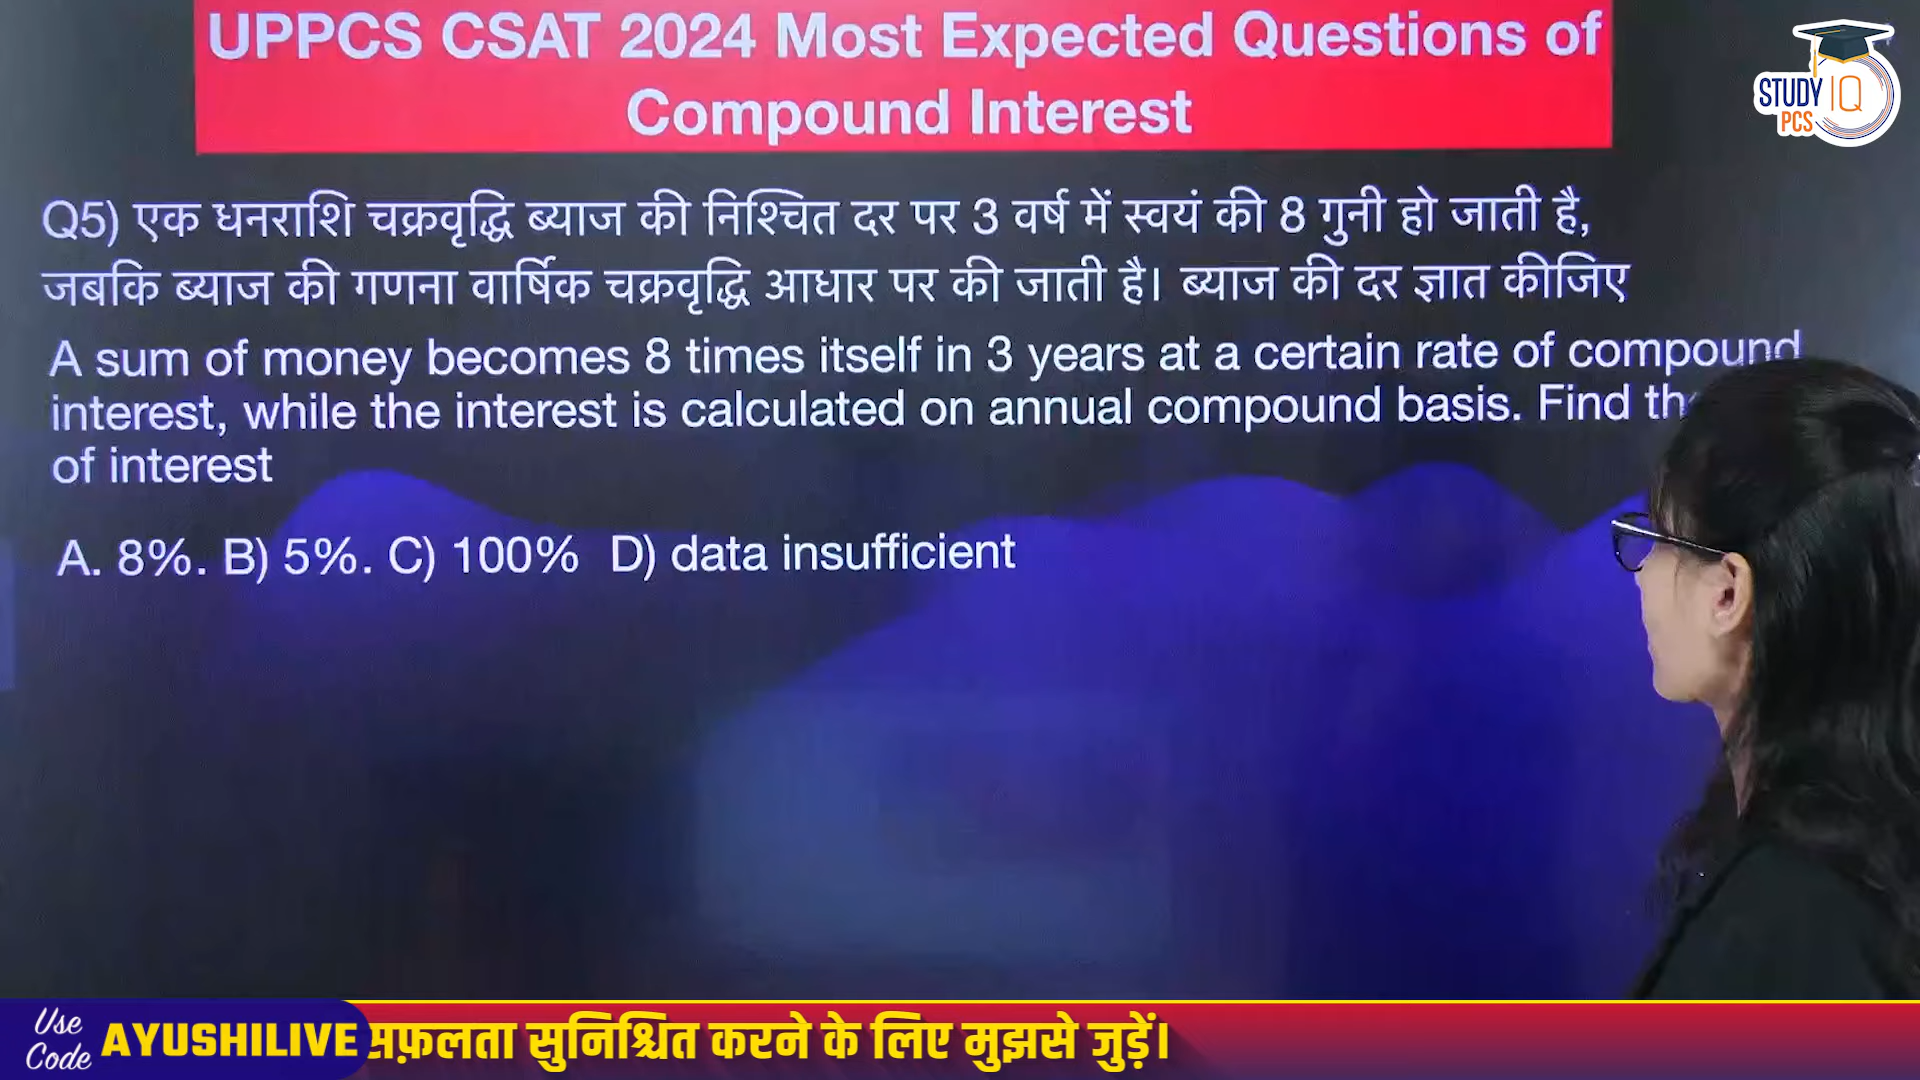 UPPCS CSAT 2024 Most Expected Questions of
Compound Interest
STUDY IQ
PCS
Q5) एक धनराशि चक्रवृद्धि ब्याज की निश्चित दर पर 3 वर्ष में स्वयं की 8 गुनी हो जाती है,
जबकि ब्याज की गणना वार्षिक चक्रवृद्धि आधार पर की जाती है। ब्याज की दर ज्ञात कीजिए
A sum of money becomes 8 times itself in 3 years at a certain rate of compound
interest, while the interest is calculated on annual compound basis. Find
of interest
A. 8%. B) 5%. C) 100% D) data insufficient
Use
Code
AYUSHILIVE
सफ़लता सुनिश्चित करने के लिए मुझसे जुड़ें।